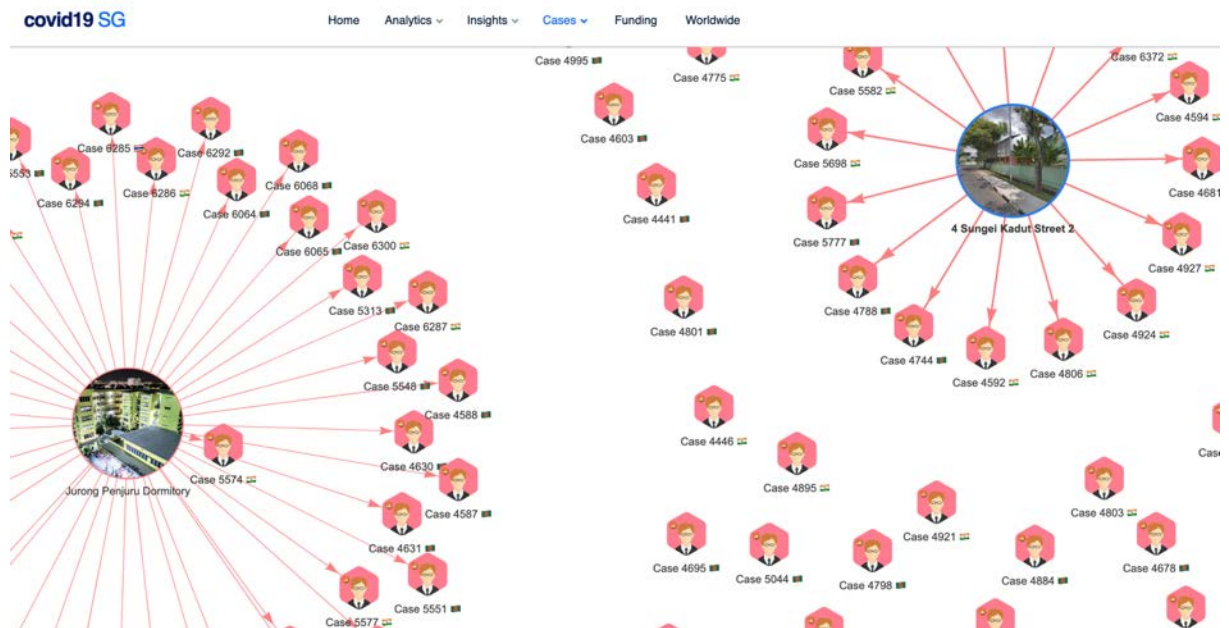 covid19 SG
Home
Analytics
Insights
Cases
Funding
Worldwide
Case 4995
Case 4775
Case 6372
Case 5582
Case 4594
Case 4603
Case 6285
Case 6292
Case 5698
Case 6294
Case 6286
Case 6068
Case 4681
Case 6064
Case 4441
Case 6065
Case 6300
Case 5777
4 Sungei Kadut Street 2
Case 4927
Case 5313
Case 6287
Case 4801
Case 4788
Case 4924
Case 4744
Case 4592
Case 4806
Case 5548
Case 4588
Case 4446
Case 4630
Case 5574
Jurong Penjuru Dormitory
Case 4895
Case 4587
Case 4803
Case 4921
Case 4631
Case 4695
Case 5044
Case 4798
Case 4884
Case 4678
Case 5551
Case 5577